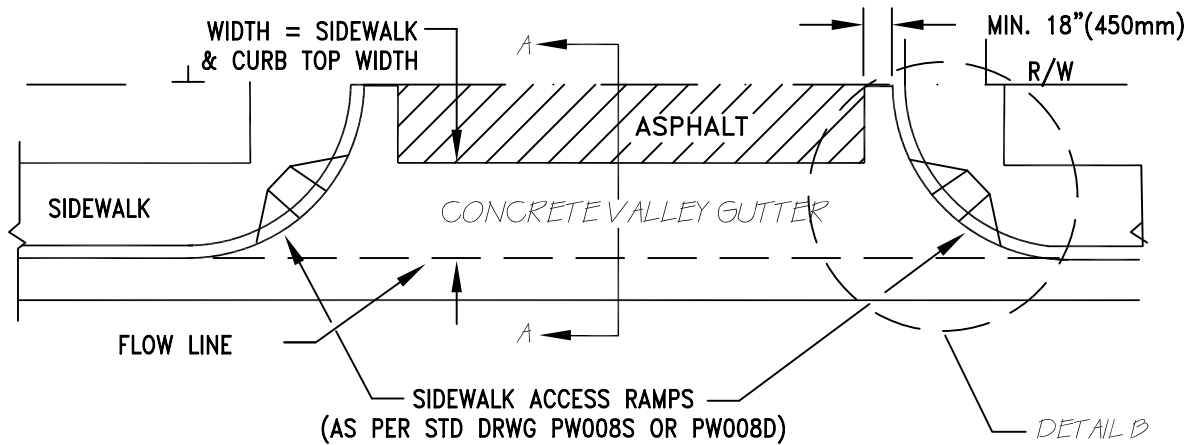 WIDTH = SIDEWALK
& CURB TOP WIDTH
A
MIN. 18"(450mm)
R/W
ASPHALT
SIDEWALK
CONCRETE VALLEY GUTTER
FLOW LINE
A
SIDEWALK ACCESS RAMPS
(AS PER STD DRWG PW008S OR PW008D)
DETAIL B